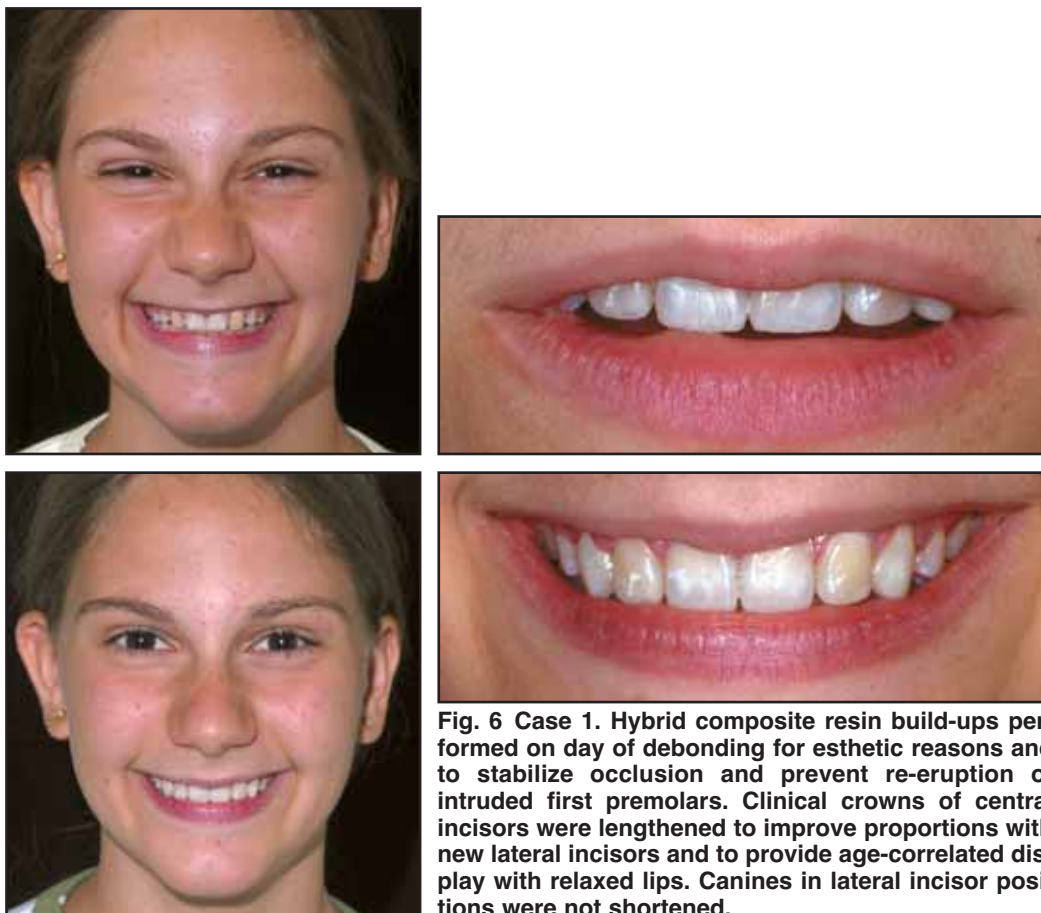 Fig. 6 Case 1. Hybrid composite resin build-ups per
formed on day of debonding for esthetic reasons and
to stabilize occlusion and prevent re-eruption o
intruded first premolars. Clinical crowns of centra
incisors were lengthened to improve proportions with
new lateral incisors and to provide age-correlated dis
play with relaxed lips. Canines in lateral incisor posi
tions were not shortened.